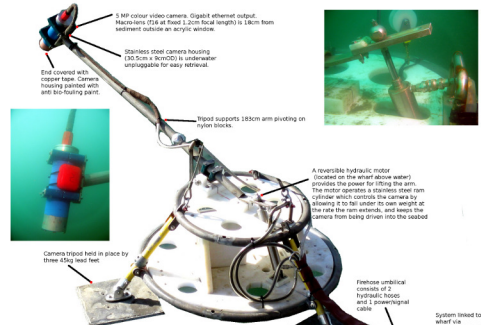 5 MP colour video camera. Gigabit ethernet output.
Macro-lens (f16 at fixed 1.2cm focal length) is 18cm from
sediment outside an acrylic window.
Stainless steel camera housing
(30.5cm x 9cmOD) is underwater
unpluggable for easy retrieval.
End covered with
copper tape. Camera
housing painted with
anti bio-fouling paint.
Tripod supports 183cm arm pivoting on
nylon blocks.
A reversible hydraulic motor
(located on the wharf above water)
provides the power for lifting the arm.
The motor operates a stainless steel ram
cylinder which controls the camera by
allowing it to fall under its own weight at
the rate the ram extends, and keeps the
camera from being driven into the seabed
Camera tripod held in place by
three 45kg lead feet
Firehose umbilical
consists of 2
hydraulic hoses
and 1 power/signal
cable
System linked to
wharf via